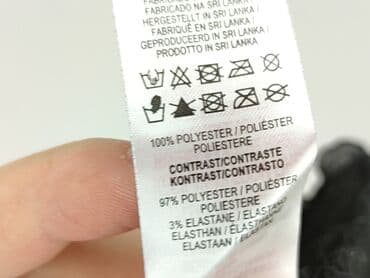 FABRICADO NA SRI LANKA /
HERGESTELLT IN SRI LANKA /
FABRIQUÉ EN SRI LANKA /
GEPRODUCEERD IN SRI LANKA /
PRODOTTO IN SRI LANKA
100% POLYESTER / POLIÉSTER
POLIESTERE
CONTRAST/CONTRASTE
KONTRAST/CONTRASTO
97% POLYESTER / POLIÉSTER
POLIESTERE
3% ELASTANE / ELASTANO
ELASTHAN / ÉLASTHANNE
ELASTAAN / ELASTAN